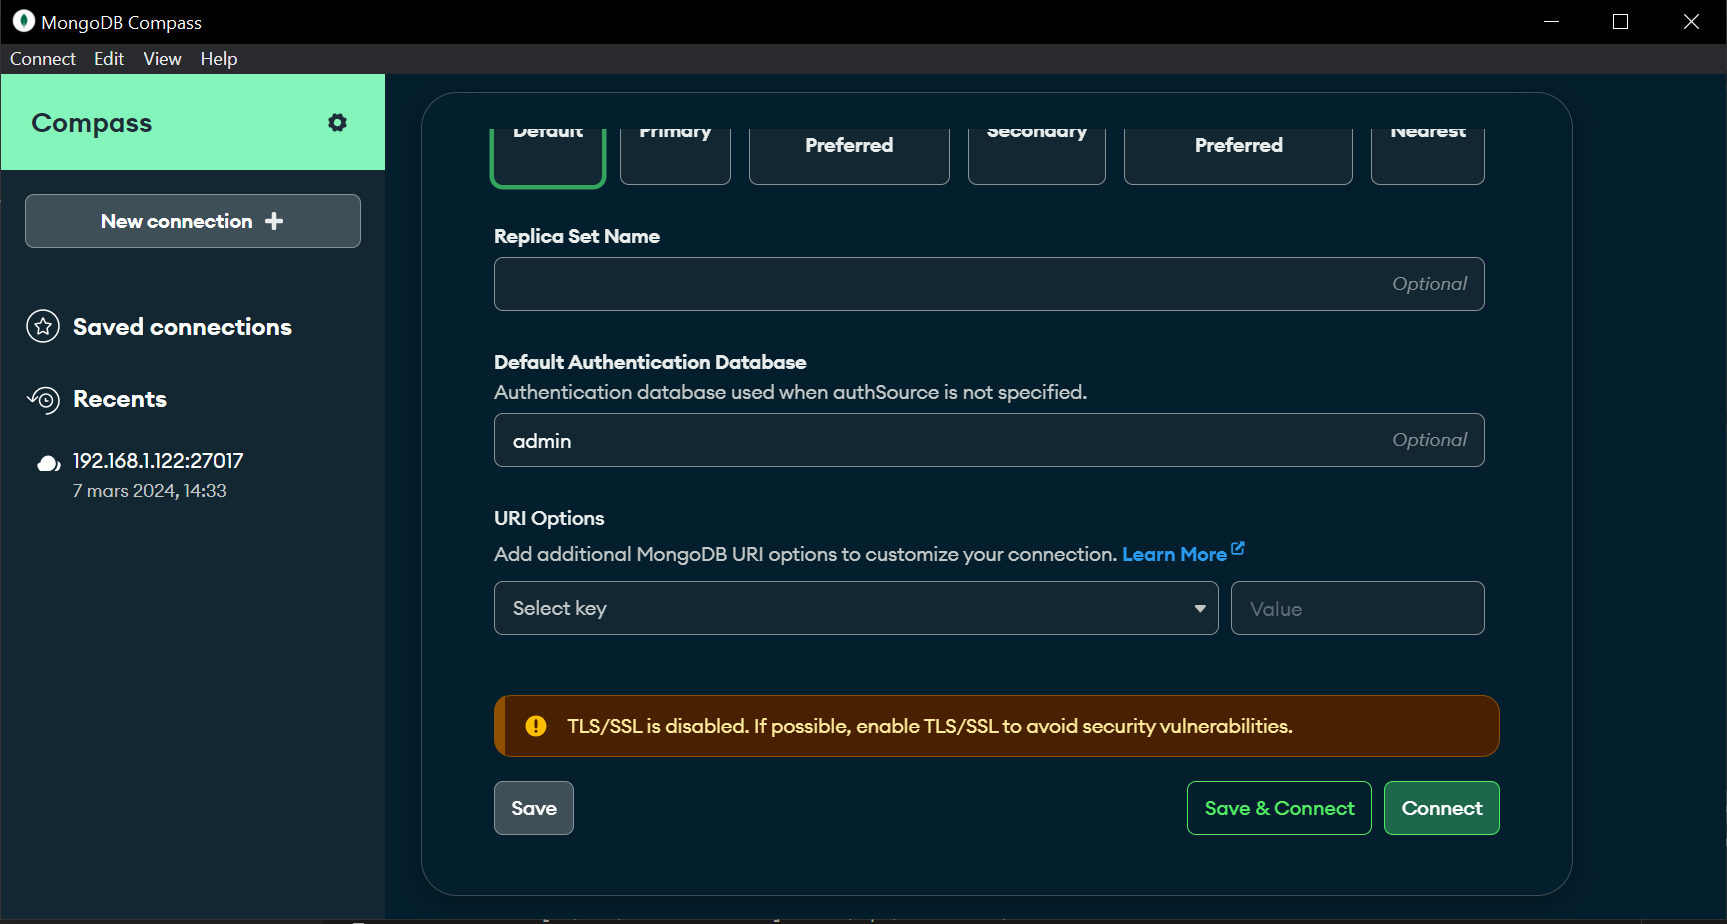 MongoDB Compass
Connect Edit View Help
Compass
New connection
Saved connections
Recents
192.168.1.122:27017
7 mars 2024, 14:33
Default Primary Preferred Secondary Preferred Nearest
Replica Set Name
Optional
Default Authentication Database
Authentication database used when authSource is not specified.
admin Optional
URI Options
Add additional MongoDB URI options to customize your connection. Learn More
Select key Value
TLS/SSL is disabled. If possible, enable TLS/SSL to avoid security vulnerabilities.
Save Save & Connect Connect